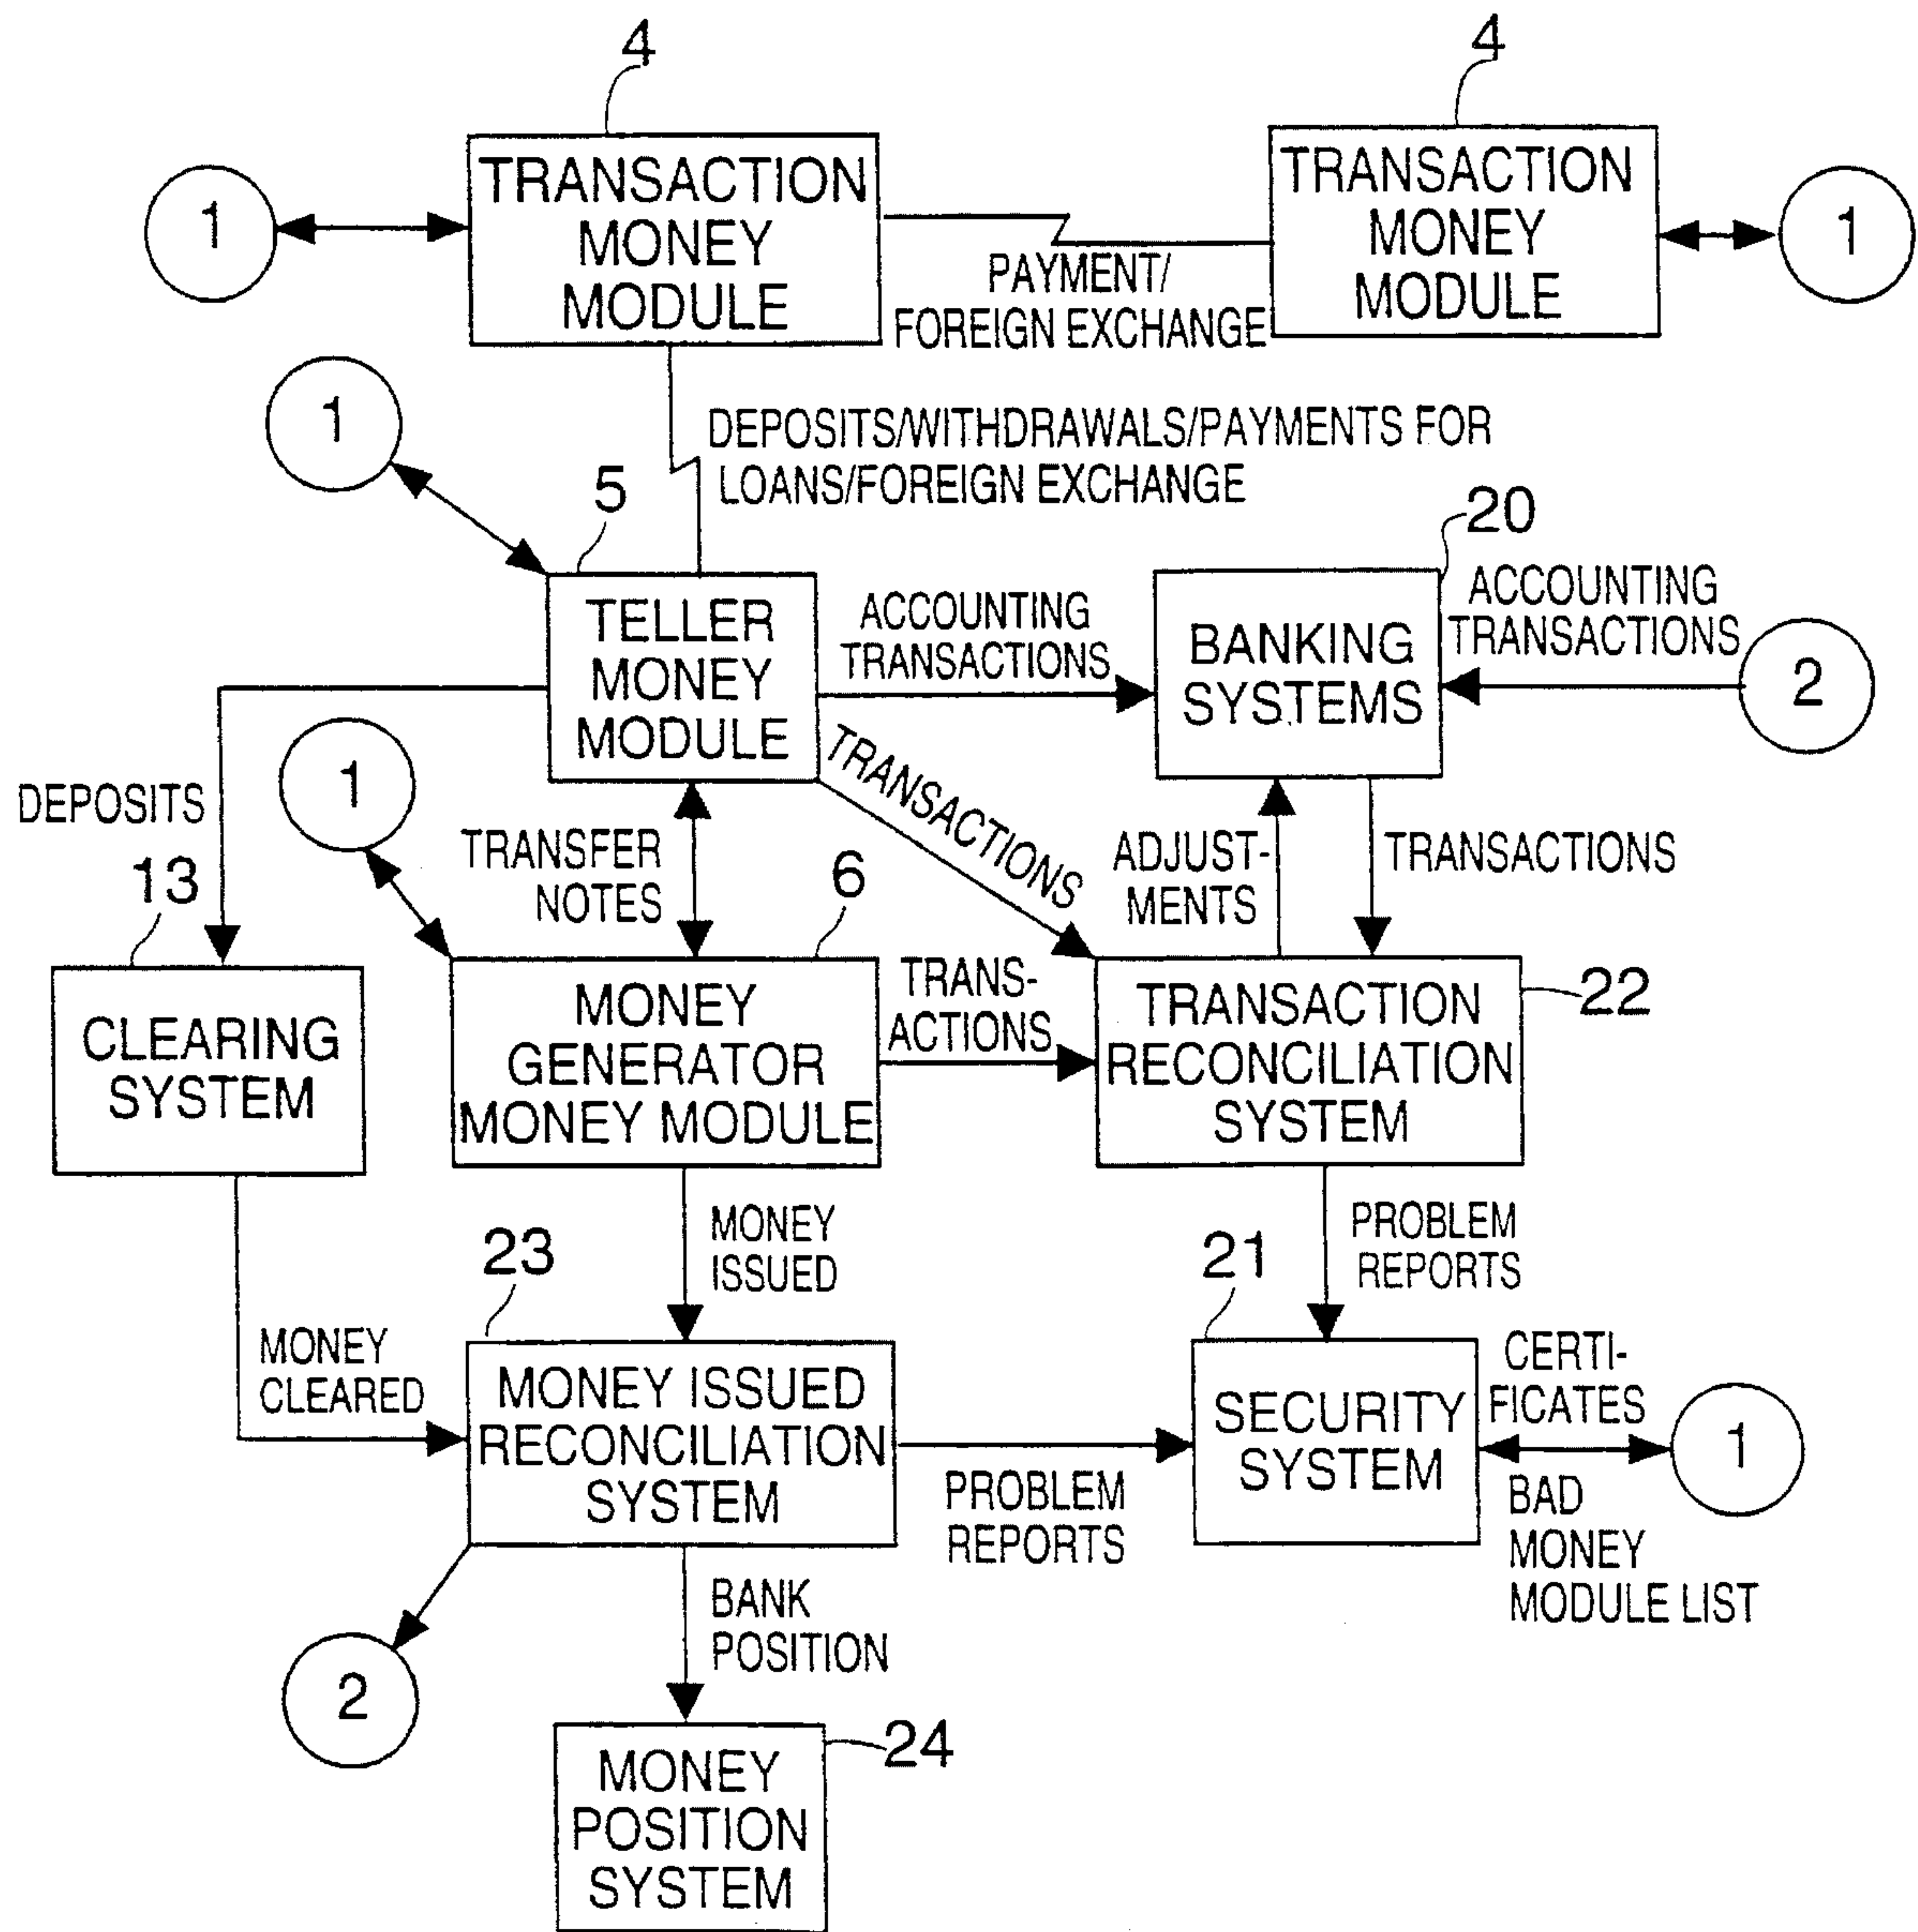 4
4
1
TRANSACTION
MONEY
MODULE
PAYMENT/
FOREIGN EXCHANGE
TRANSACTION
MONEY
MODULE
1
1
DEPOSITS/WITHDRAWALS/PAYMENTS FOR
LOANS/FOREIGN EXCHANGE
5
20
TELLER
MONEY
MODULE
ACCOUNTING
TRANSACTIONS
BANKING
SYSTEMS
ACCOUNTING
TRANSACTIONS
2
DEPOSITS
1
TRANSFER
NOTES
TRANSACTIONS
ADJUST-
MENTS
TRANSACTIONS
13
6
22
CLEARING
SYSTEM
MONEY
GENERATOR
MONEY MODULE
TRANS-
ACTIONS
TRANSACTION
RECONCILIATION
SYSTEM
MONEY
ISSUED
PROBLEM
REPORTS
23
21
MONEY
CLEARED
MONEY ISSUED
RECONCILIATION
SYSTEM
PROBLEM
REPORTS
SECURITY
SYSTEM
CERTI-
FICATES
1
BAD
MONEY
MODULE LIST
2
BANK
POSITION
24
MONEY
POSITION
SYSTEM